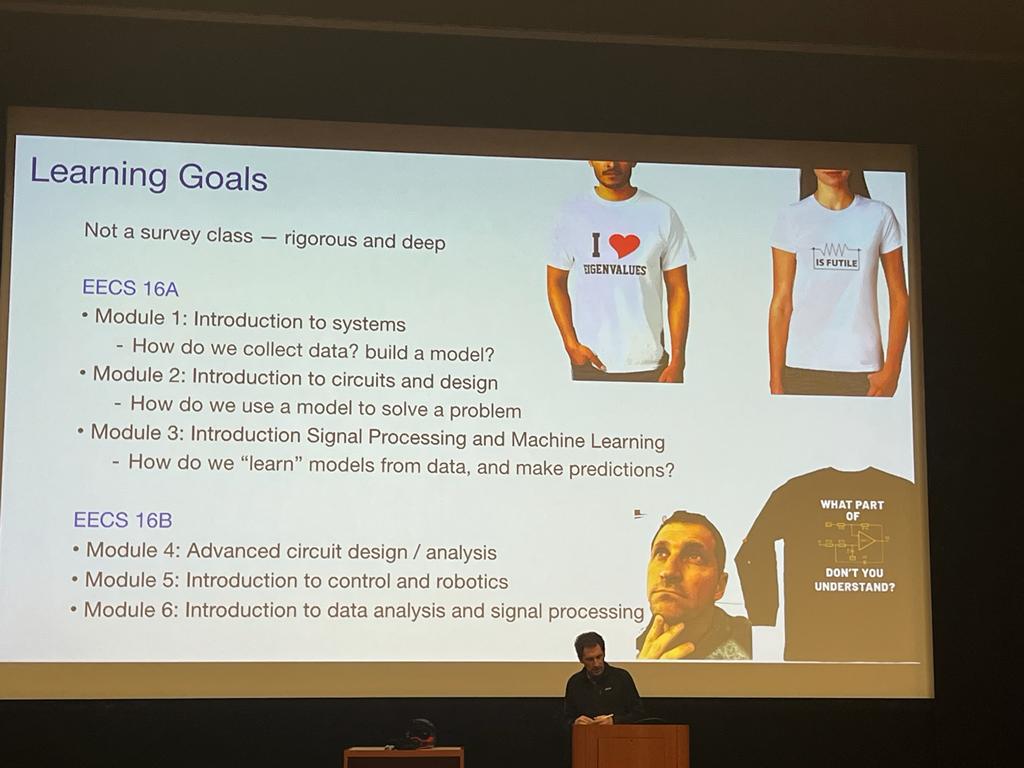 Learning Goals
Not a survey class — rigorous and deep
EECS 16A
• Module 1: Introduction to systems
- How do we collect data? build a model?
• Module 2: Introduction to circuits and design
- How do we use a model to solve a problem
• Module 3: Introduction Signal Processing and Machine Learning
- How do we “learn” models from data, and make predictions?
EECS 16B
• Module 4: Advanced circuit design / analysis
• Module 5: Introduction to control and robotics
• Module 6: Introduction to data analysis and signal processing
I ❤
EIGENVALUES
IS FUTILE
WHAT PART
OF
DON'T YOU
UNDERSTAND?